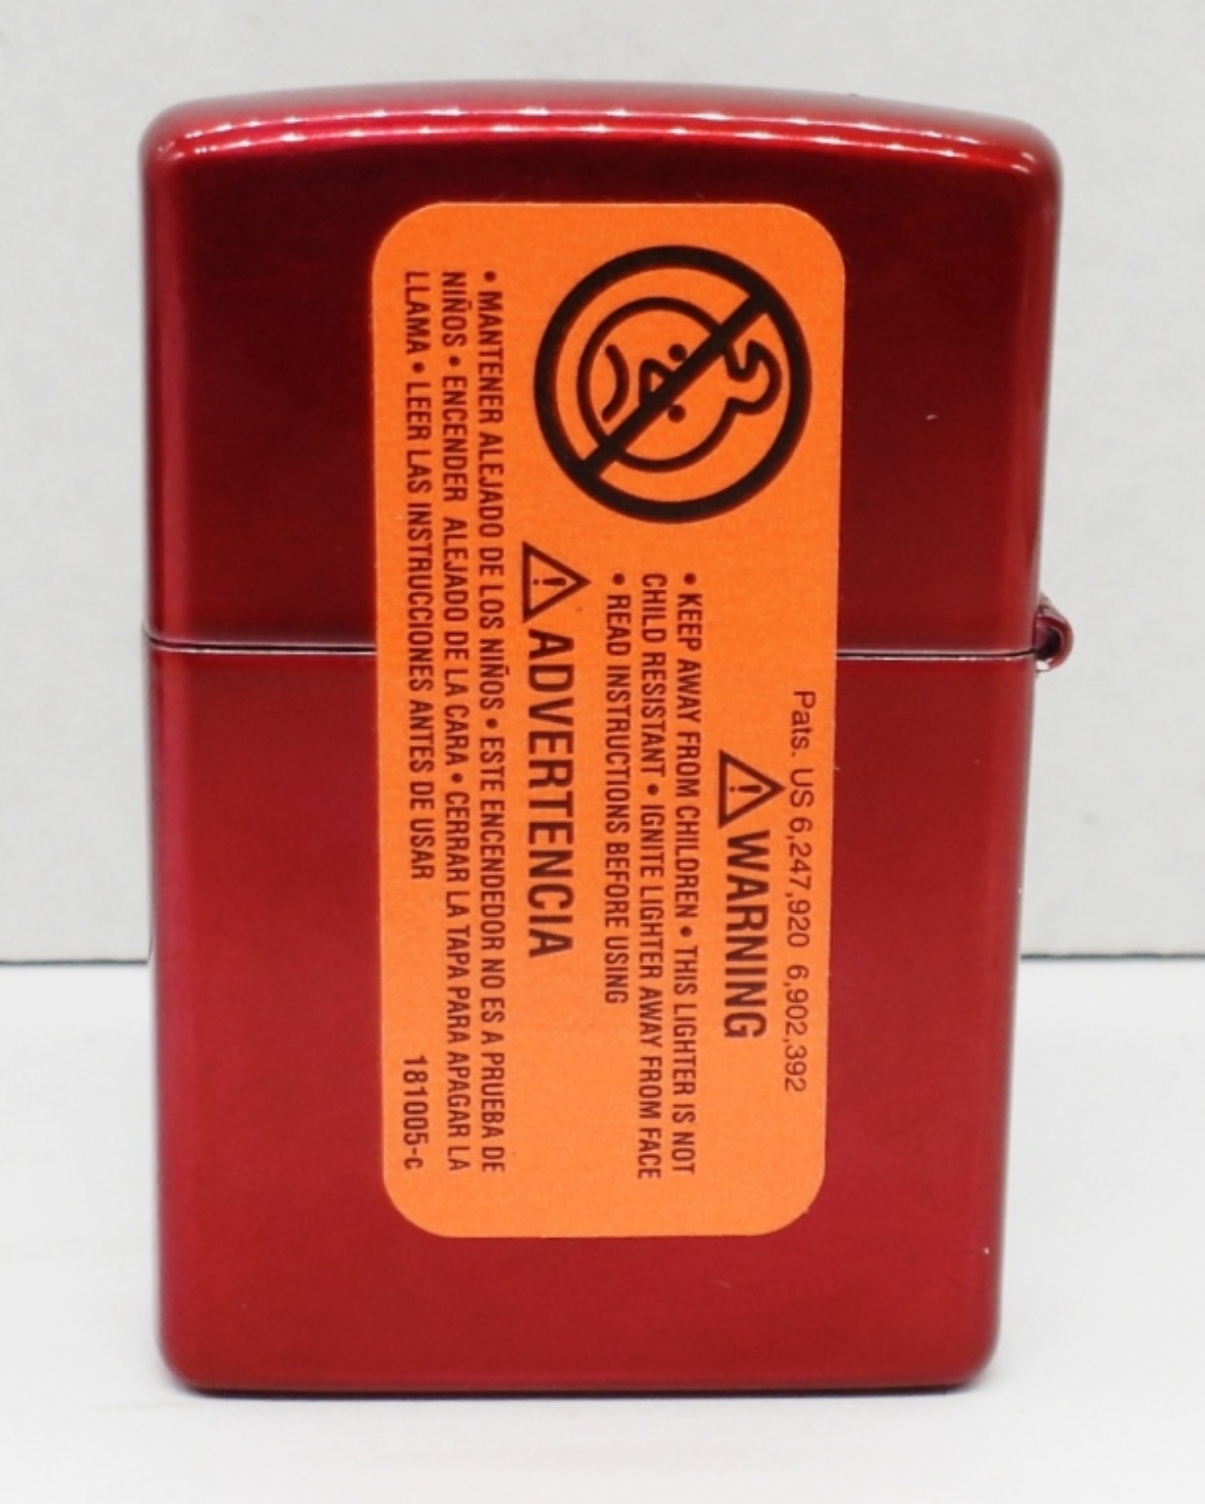 Pats. US 6,247,920 6,902,392
WARNING
• KEEP AWAY FROM CHILDREN • THIS LIGHTER IS NOT
CHILD RESISTANT • IGNITE LIGHTER AWAY FROM FACE
• READ INSTRUCTIONS BEFORE USING
ADVERTENCIA
• MANTENER ALEJADO DE LOS NIÑOS • ESTE ENCENDEDOR NO ES A PRUEBA DE
NIÑOS • ENCENDER ALEJADO DE LA CARA • CERRAR LA TAPA PARA APAGAR LA
LLAMA • LEER LAS INSTRUCCIONES ANTES DE USAR 181005-c